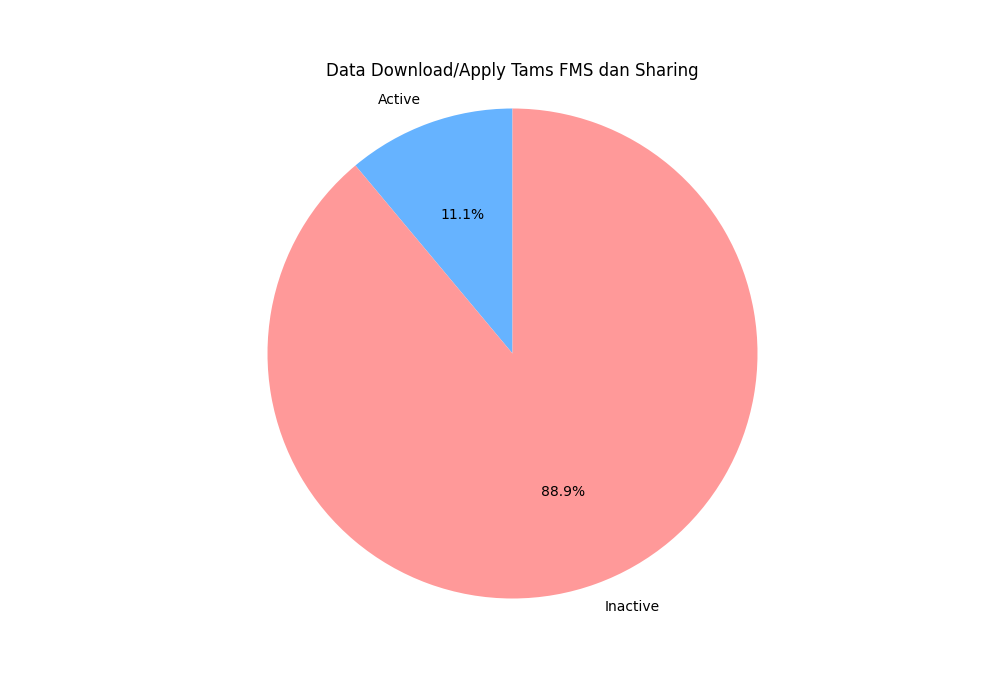 Data Download/Apply Tams FMS dan Sharing
Active
11.1%
88.9%
Inactive